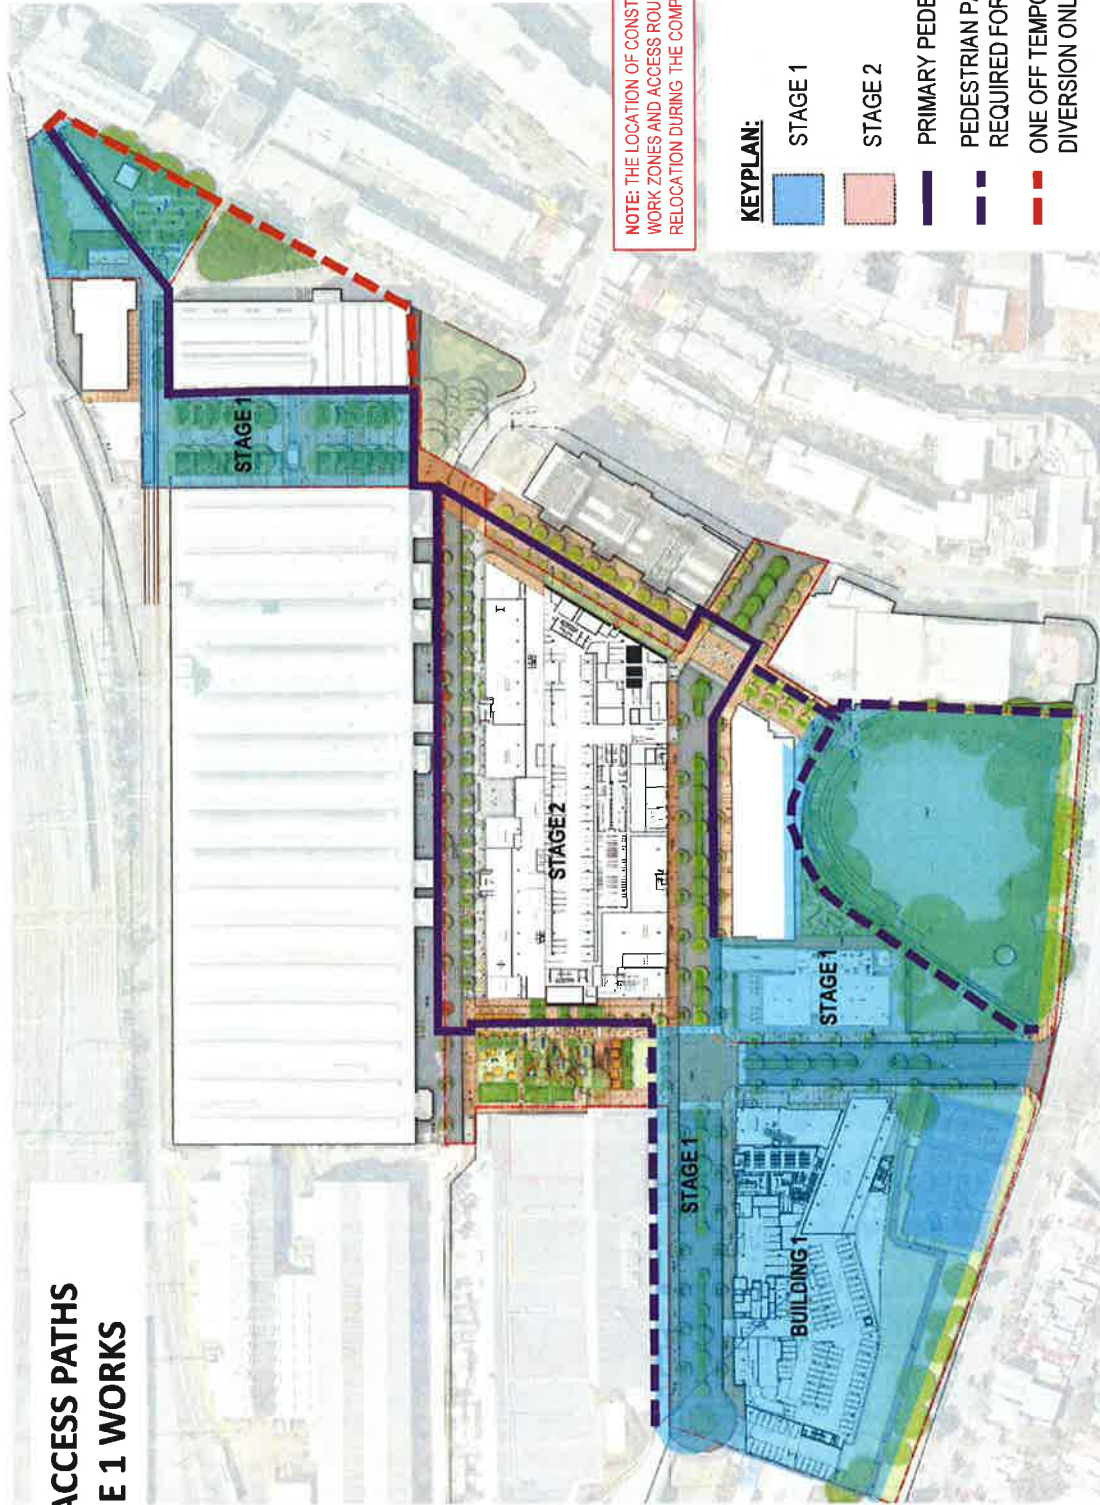 ACCESS PATHS
E 1 WORKS
STAGE 1
STAGE 2
STAGE 1
STAGE 1
BUILDING 1
NOTE: THE LOCATION OF CONST
WORK ZONES AND ACCESS ROU
RELOCATION DURING THE COMP
KEYPLAN:
STAGE 1
STAGE 2
PRIMARY PEDE
PEDESTRIAN PA
REQUIRED FOR
ONE OFF TEMPO
DIVERSION ONL